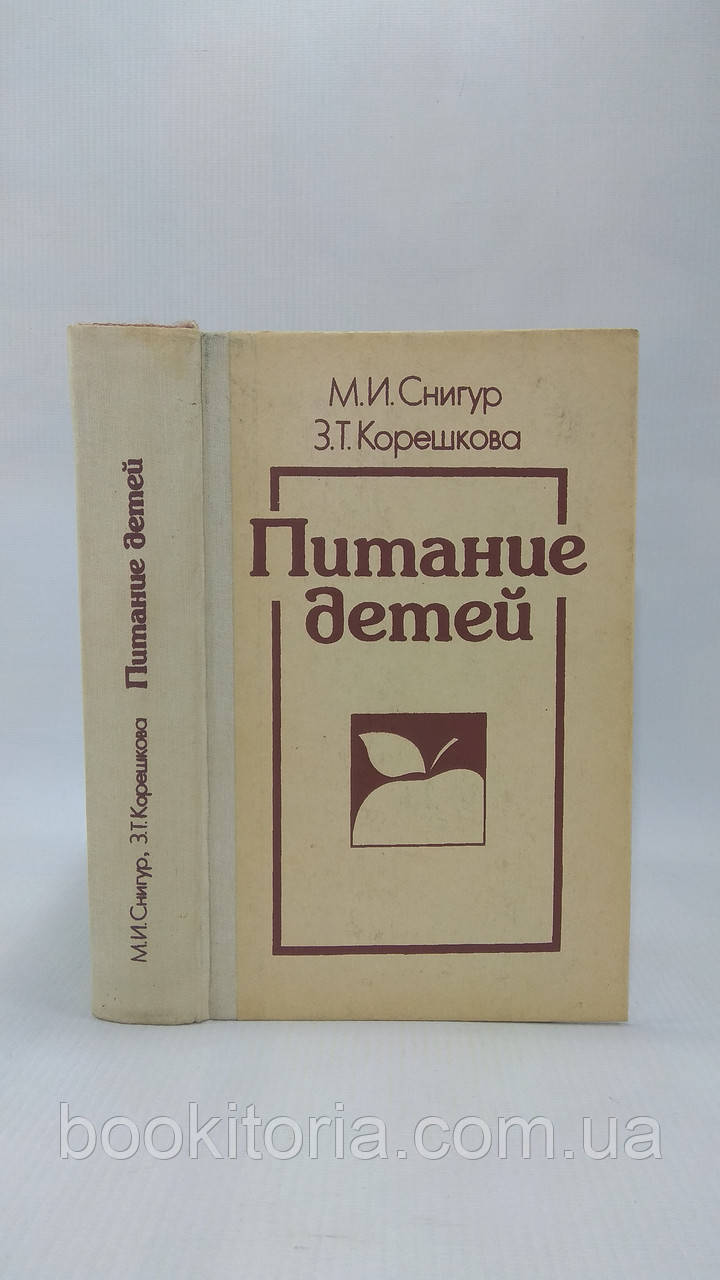 М.И.Снигур
З.Т.Корешкова
Питание
детей
М.И.Снигур, З.Т.Корешкова Питание детей
bookitoria.com.ua